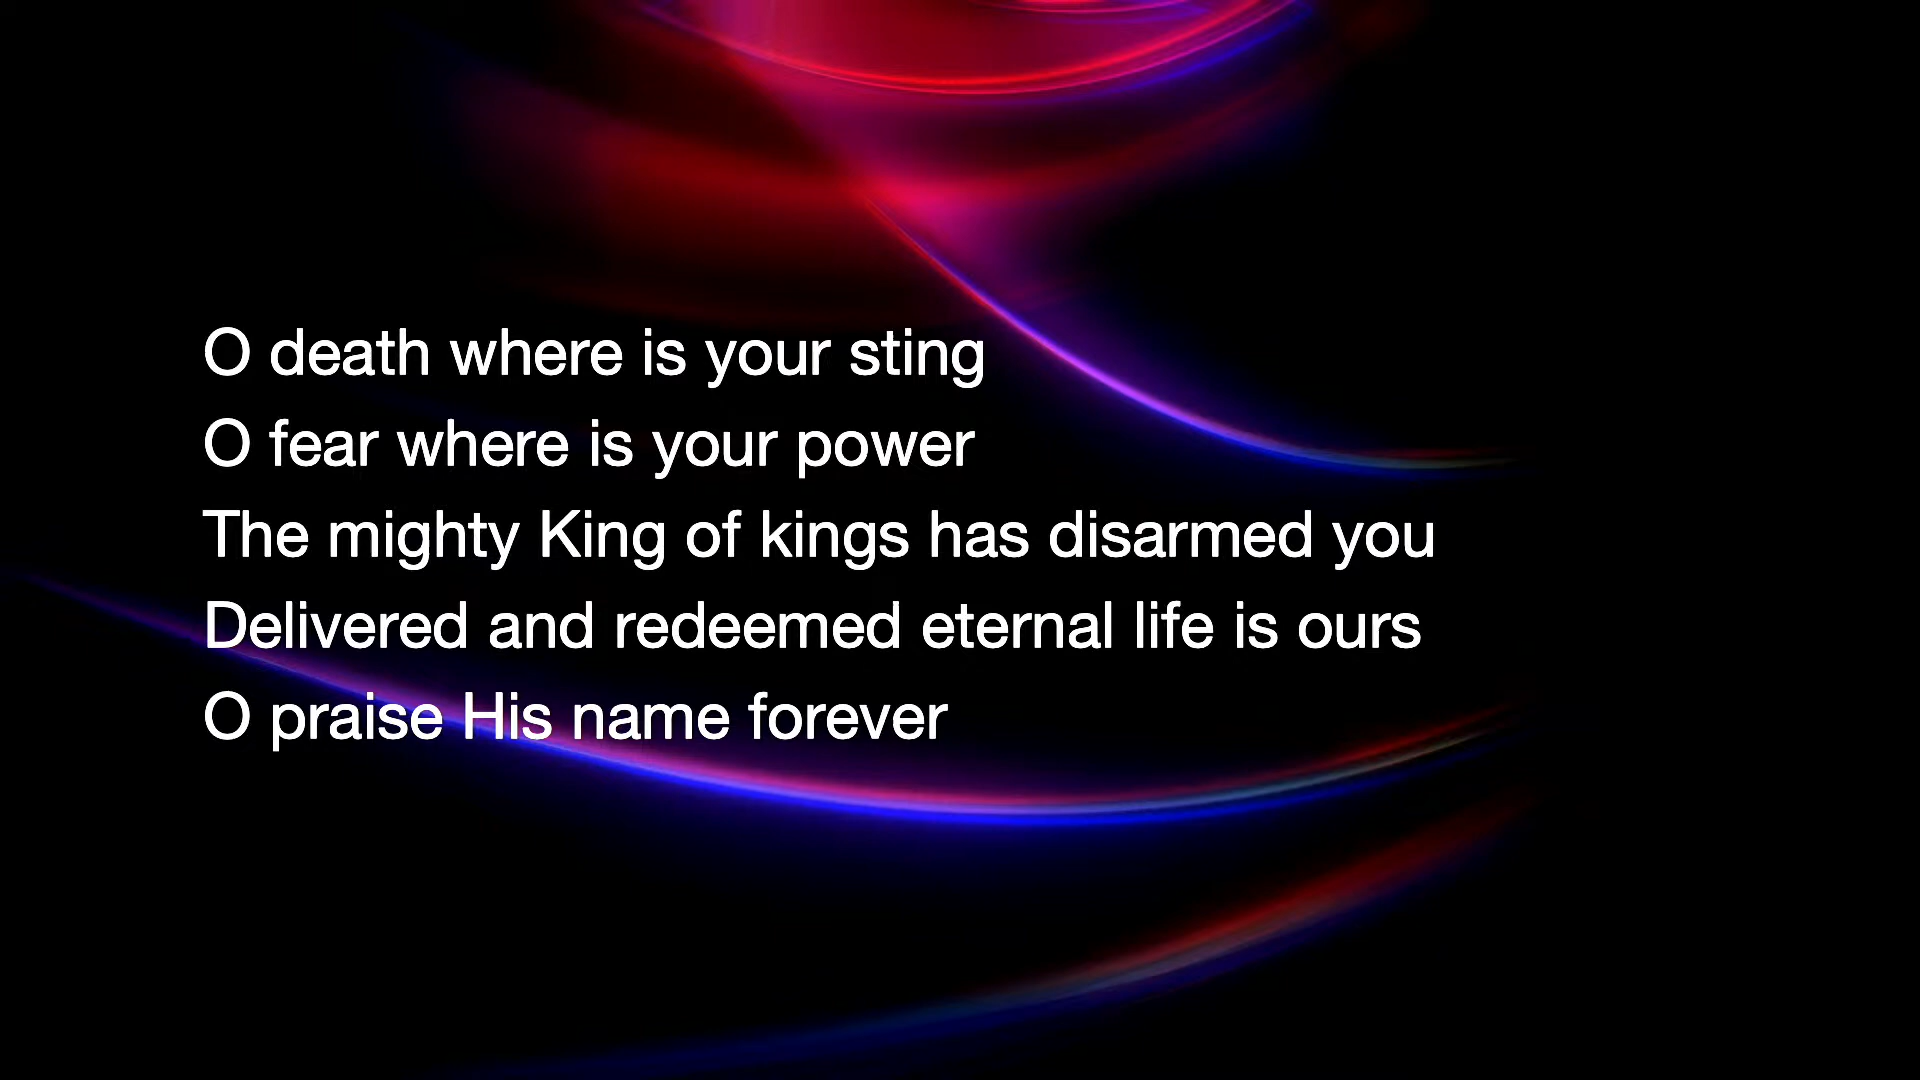 O death where is your sting
O fear where is your power
The mighty King of kings has disarmed you
Delivered and redeemed eternal life is ours
O praise His name forever